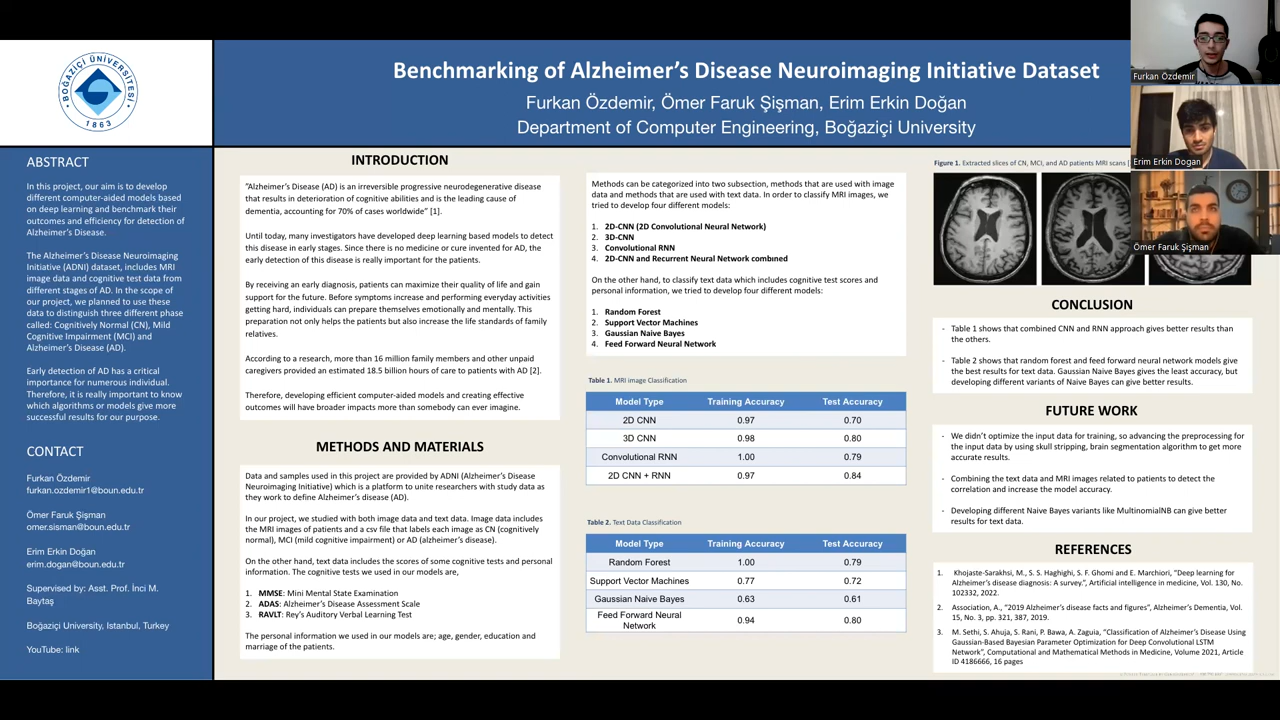 BOĞAZİÇİ ÜNİVERSİTESİ
1863
Benchmarking of Alzheimer's Disease Neuroimaging Initiative Dataset
Furkan Özdemir, Ömer Faruk Şişman, Erim Erkin Doğan
Department of Computer Engineering, Boğaziçi University
Furkan Özdemir
Erim Erkin Dogan
Ömer Faruk Şişman
ABSTRACT
In this project, our aim is to develop
different computer-aided models based
on deep learning and benchmark their
outcomes and efficiency for detection of
Alzheimer's Disease.
The Alzheimer's Disease Neuroimaging
Initiative (ADNI) dataset, includes MRI
image data and cognitive test data from
different stages of AD. In the scope of
our project, we planned to use these
data to distinguish three different phase
called: Cognitively Normal (CN), Mild
Cognitive Impairment (MCI) and
Alzheimer's Disease (AD).
Early detection of AD has a critical
importance for numerous individual.
Therefore, it is really important to know
which algorithms or models give more
successful results for our purpose.
CONTACT
Furkan Özdemir
furkan.ozdemir1@boun.edu.tr
Ömer Faruk Şişman
omer.sisman@boun.edu.tr
Erim Erkin Doğan
erim.dogan@boun.edu.tr
Supervised by: Asst. Prof. İnci M.
Baytaş
Boğaziçi University, Istanbul, Turkey
YouTube: link
INTRODUCTION
"Alzheimer's Disease (AD) is an irreversible progressive neurodegenerative disease
that results in deterioration of cognitive abilities and is the leading cause of
dementia, accounting for 70% of cases worldwide" [1].
Until today, many investigators have developed deep learning based models to detect
this disease in early stages. Since there is no medicine or cure invented for AD, the
early detection of this disease is really important for the patients.
By receiving an early diagnosis, patients can maximize their quality of life and gain
support for the future. Before symptoms increase and performing everyday activities
getting hard, individuals can prepare themselves emotionally and mentally. This
preparation not only helps the patients but also increase the life standards of family
relatives.
According to a research, more than 16 million family members and other unpaid
caregivers provided an estimated 18.5 billion hours of care to patients with AD [2].
Therefore, developing efficient computer-aided models and creating effective
outcomes will have broader impacts more than somebody can ever imagine.
METHODS AND MATERIALS
Data and samples used in this project are provided by ADNI (Alzheimer's Disease
Neuroimaging Initiative) which is a platform to unite researchers with study data as
they work to define Alzheimer's disease (AD).
In our project, we studied with both image data and text data. Image data includes
the MRI images of patients and a csv file that labels each image as CN (cognitively
normal), MCI (mild cognitive impairment) or AD (alzheimer's disease).
On the other hand, text data includes the scores of some cognitive tests and personal
information. The cognitive tests we used in our models are,
1. MMSE: Mini Mental State Examination
2. ADAS: Alzheimer's Disease Assessment Scale
3. RAVLT: Rey's Auditory Verbal Learning Test
The personal information we used in our models are; age, gender, education and
marriage of the patients.
Methods can be categorized into two subsection, methods that are used with image
data and methods that are used with text data. In order to classify MRI images, we
tried to develop four different models:
1. 2D-CNN (2D Convolutional Neural Network)
2. 3D-CNN
3. Convolutional RNN
4. 2D-CNN and Recurrent Neural Network combined
On the other hand, to classify text data which includes cognitive test scores and
personal information, we tried to develop four different models:
1. Random Forest
2. Support Vector Machines
3. Gaussian Naive Bayes
4. Feed Forward Neural Network
Table 1. MRI image Classification
Model Type Training Accuracy Test Accuracy
2D CNN 0.97 0.70
3D CNN 0.98 0.80
Convolutional RNN 1.00 0.79
2D CNN + RNN 0.97 0.84
Table 2. Text Data Classification
Model Type Training Accuracy Test Accuracy
Random Forest 1.00 0.79
Support Vector Machines 0.77 0.72
Gaussian Naive Bayes 0.63 0.61
Feed Forward Neural
Network 0.94 0.80
Figure 1. Extracted slices of CN, MCI, and AD patients MRI scans [
CONCLUSION
- Table 1 shows that combined CNN and RNN approach gives better results than
the others.
- Table 2 shows that random forest and feed forward neural network models give
the best results for text data. Gaussian Naive Bayes gives the least accuracy, but
developing different variants of Naive Bayes can give better results.
FUTURE WORK
- We didn't optimize the input data for training, so advancing the preprocessing for
the input data by using skull stripping, brain segmentation algorithm to get more
accurate results.
- Combining the text data and MRI images related to patients to detect the
correlation and increase the model accuracy.
- Developing different Naive Bayes variants like MultinomialNB can give better
results for text data.
REFERENCES
1. Khojaste-Sarakhsi, M., S. S. Haghighi, S. F. Ghomi and E. Marchiori, "Deep learning for
Alzheimer's disease diagnosis: A survey.", Artificial intelligence in medicine, Vol. 130, No.
102332, 2022.
2. Association, A., "2019 Alzheimer's disease facts and figures", Alzheimer's Dementia, Vol.
15, No. 3, pp. 321, 387, 2019.
3. M. Sethi, S. Ahuja, S. Rani, P. Bawa, A. Zaguia, "Classification of Alzheimer's Disease Using
Gaussian-Based Bayesian Parameter Optimization for Deep Convolutional LSTM
Network", Computational and Mathematical Methods in Medicine, Volume 2021, Article
ID 4186666, 16 pages